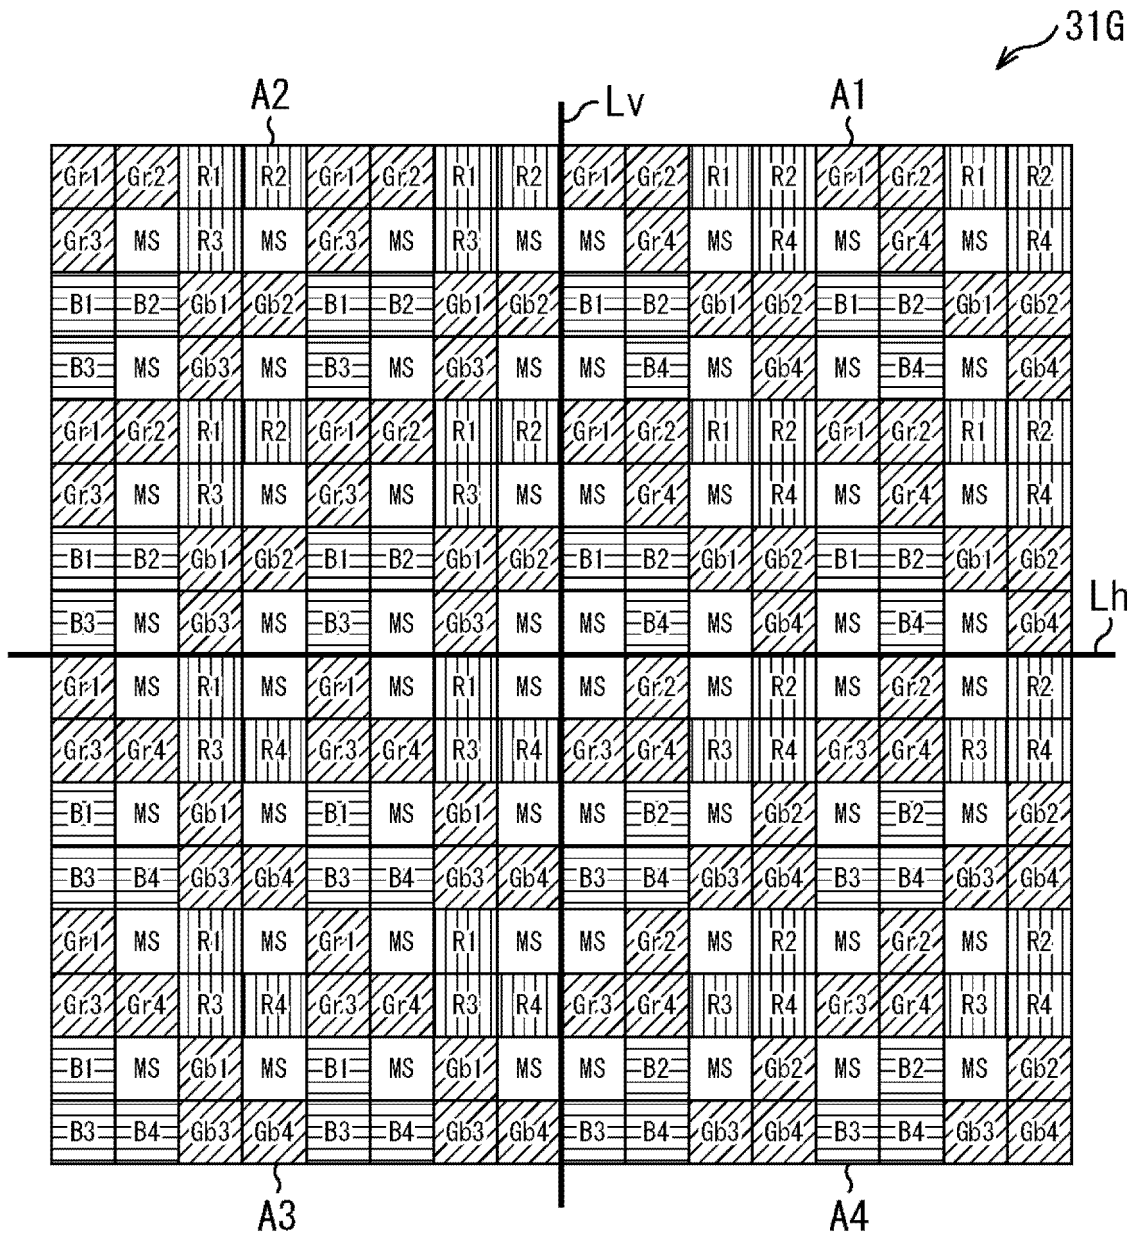 31G
A2 Lv A1
Gr1 Gr2 R1 R2 Gr1 Gr2 R1 R2 Gr1 Gr2 R1 R2 Gr1 Gr2 R1 R2
Gr3 MS R3 MS Gr3 MS R3 MS MS Gr4 MS R4 MS Gr4 MS R4
B1 B2 Gb1 Gb2 B1 B2 Gb1 Gb2 B1 B2 Gb1 Gb2 B1 B2 Gb1 Gb2
B3 MS Gb3 MS B3 MS Gb3 MS MS B4 MS Gb4 MS B4 MS Gb4
Gr1 Gr2 R1 R2 Gr1 Gr2 R1 R2 Gr1 Gr2 R1 R2 Gr1 Gr2 R1 R2
Gr3 MS R3 MS Gr3 MS R3 MS MS Gr4 MS R4 MS Gr4 MS R4
B1 B2 Gb1 Gb2 B1 B2 Gb1 Gb2 B1 B2 Gb1 Gb2 B1 B2 Gb1 Gb2
B3 MS Gb3 MS B3 MS Gb3 MS MS B4 MS Gb4 MS B4 MS Gb4
Lh
Gr1 MS R1 MS Gr1 MS R1 MS MS Gr2 MS R2 MS Gr2 MS R2
Gr3 Gr4 R3 R4 Gr3 Gr4 R3 R4 Gr3 Gr4 R3 R4 Gr3 Gr4 R3 R4
B1 MS Gb1 MS B1 MS Gb1 MS MS B2 MS Gb2 MS B2 MS Gb2
B3 B4 Gb3 Gb4 B3 B4 Gb3 Gb4 B3 B4 Gb3 Gb4 B3 B4 Gb3 Gb4
Gr1 MS R1 MS Gr1 MS R1 MS MS Gr2 MS R2 MS Gr2 MS R2
Gr3 Gr4 R3 R4 Gr3 Gr4 R3 R4 Gr3 Gr4 R3 R4 Gr3 Gr4 R3 R4
B1 MS Gb1 MS B1 MS Gb1 MS MS B2 MS Gb2 MS B2 MS Gb2
B3 B4 Gb3 Gb4 B3 B4 Gb3 Gb4 B3 B4 Gb3 Gb4 B3 B4 Gb3 Gb4
A3 A4